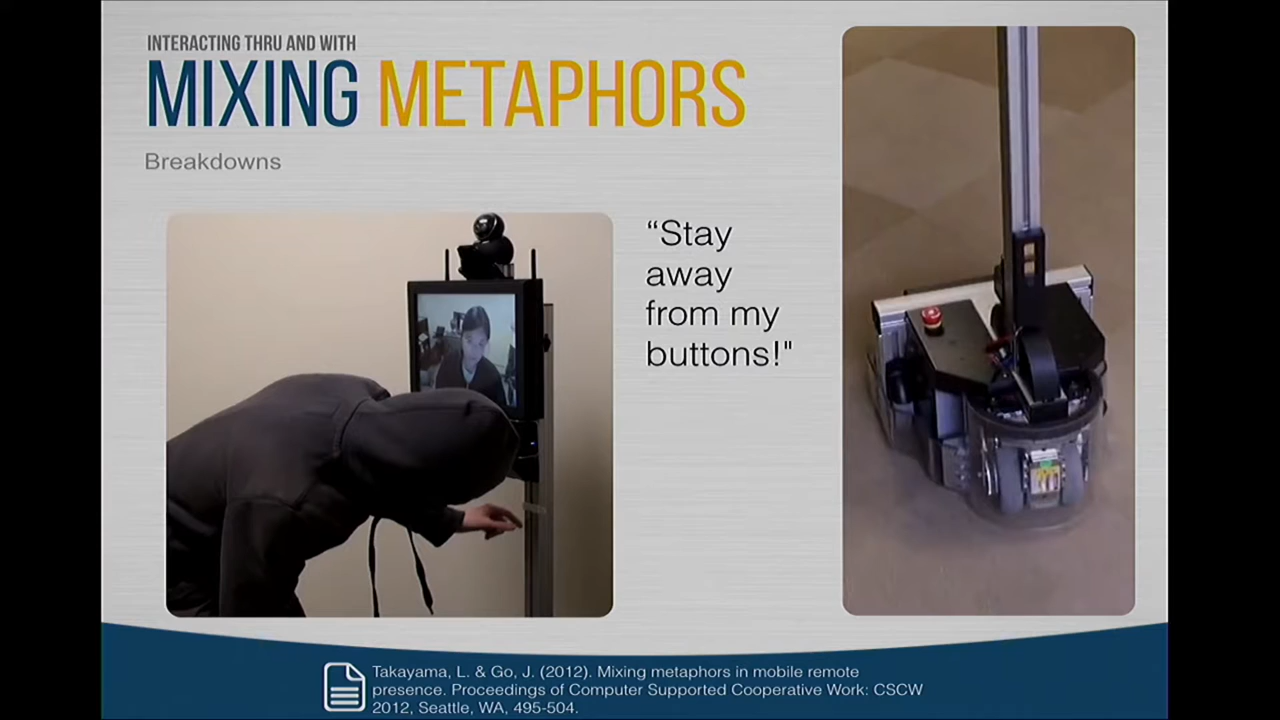 INTERACTING THRU AND WITH
MIXING METAPHORS
Breakdowns
“Stay
away
from my
buttons!"
Takayama, L. & Go, J. (2012). Mixing metaphors in mobile remote
presence. Proceedings of Computer Supported Cooperative Work: CSCW
2012, Seattle, WA, 495-504.